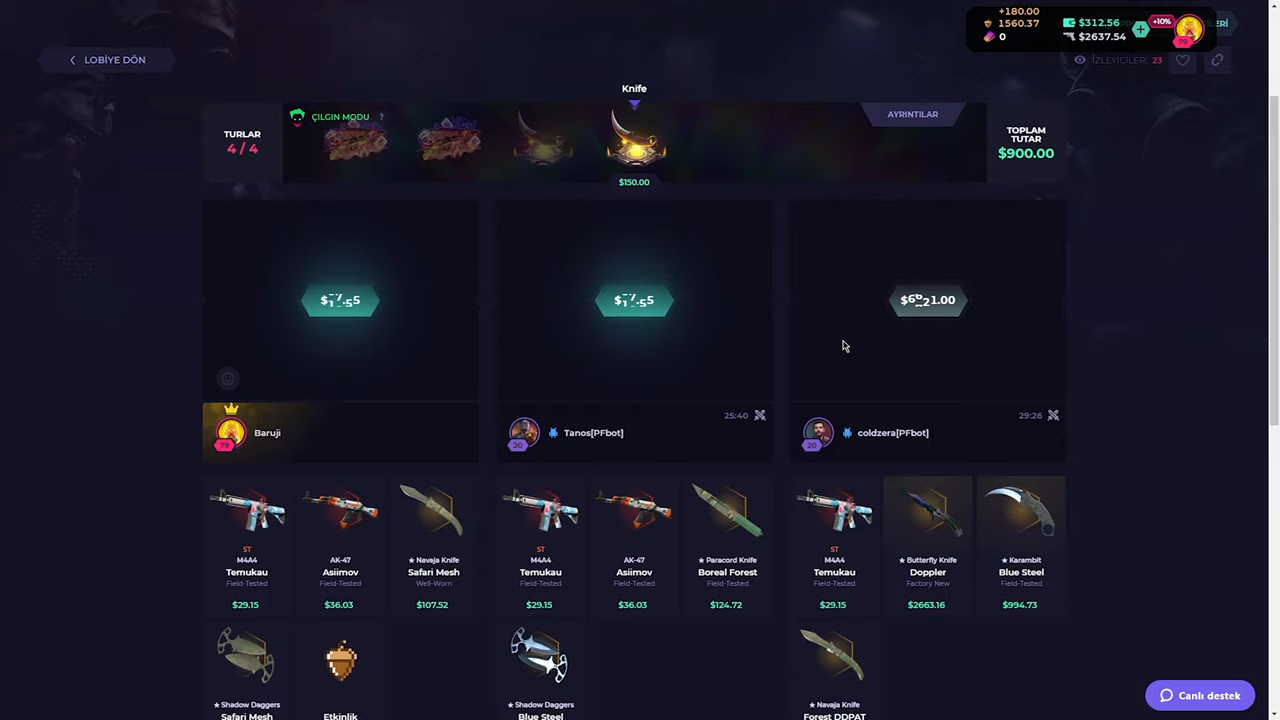 +180.00
1560.37
0
$312.56
$2637.54
+10%
79
LOBİYE DÖN
İZLEYİCİLER: 23
Knife
ÇILGIN MODU ?
AYRINTILAR
TURLAR
4 / 4
TOPLAM
TUTAR
$900.00
$150.00
Baruji
79
Tanos[PFbot]
20
25:40
coldzera[PFbot]
20
29:26
ST
M4A4
Temukau
Field-Tested
$29.15
AK-47
Asiimov
Field-Tested
$36.03
★ Navaja Knife
Safari Mesh
Well-Worn
$107.52
ST
M4A4
Temukau
Field-Tested
$29.15
AK-47
Asiimov
Field-Tested
$36.03
★ Paracord Knife
Boreal Forest
Field-Tested
$124.72
ST
M4A4
Temukau
Field-Tested
$29.15
★ Butterfly Knife
Doppler
Factory New
$2663.16
★ Karambit
Blue Steel
Field-Tested
$994.73
★ Shadow Daggers
Safari Mesh
Etkinlik
★ Shadow Daggers
Blue Steel
★ Navaja Knife
Forest DDPAT
Canlı destek